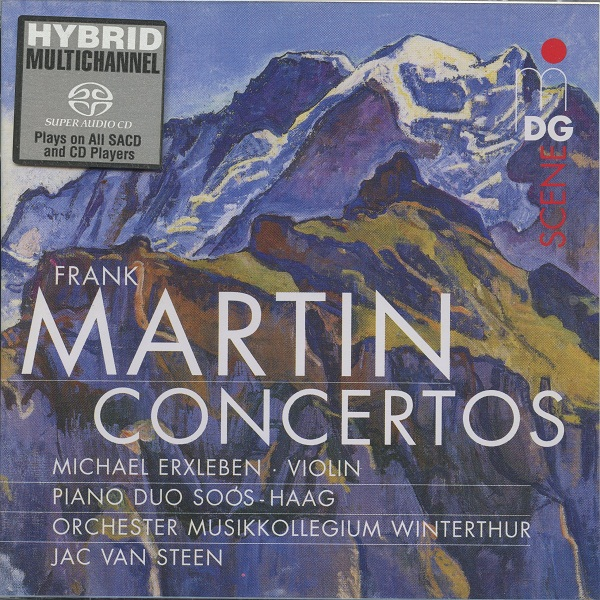 HYBRID
MULTICHANNEL
SUPER AUDIO CD
Plays on All SACD
and CD Players
DG
SCENE
FRANK
MARTIN
CONCERTOS
MICHAEL ERXLEBEN · VIOLIN
PIANO DUO SOÓS-HAAG
ORCHESTER MUSIKKOLLEGIUM WINTERTHUR
JAC VAN STEEN